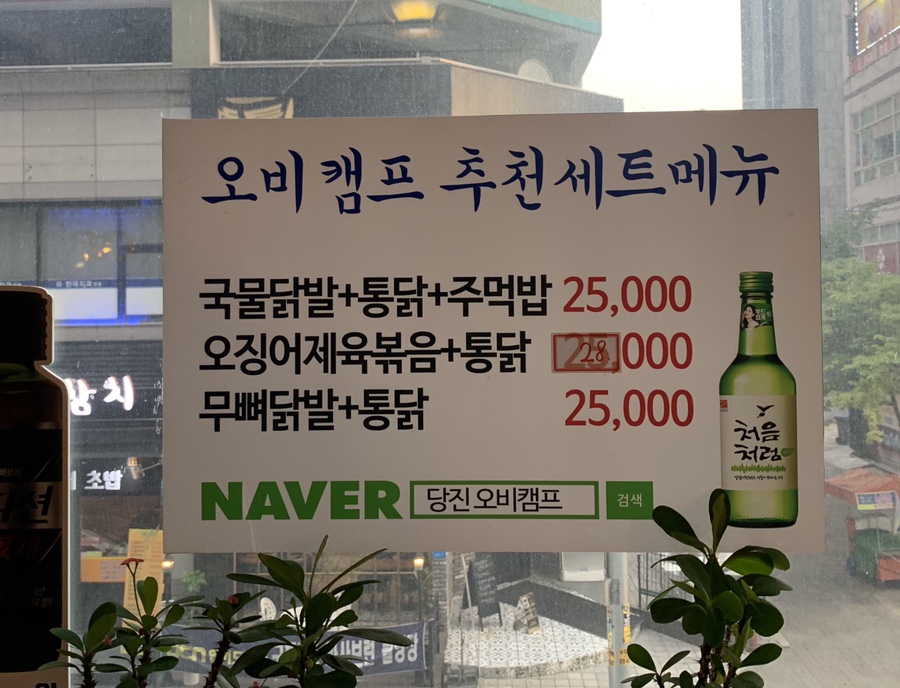 오비캠프 추천세트메뉴
국물닭발+통닭+주먹밥 25,000
오징어제육볶음+통닭 28,000
무뼈닭발+통닭 25,000
처음
처럼
NAVER 당진 오비캠프 검색
초밥